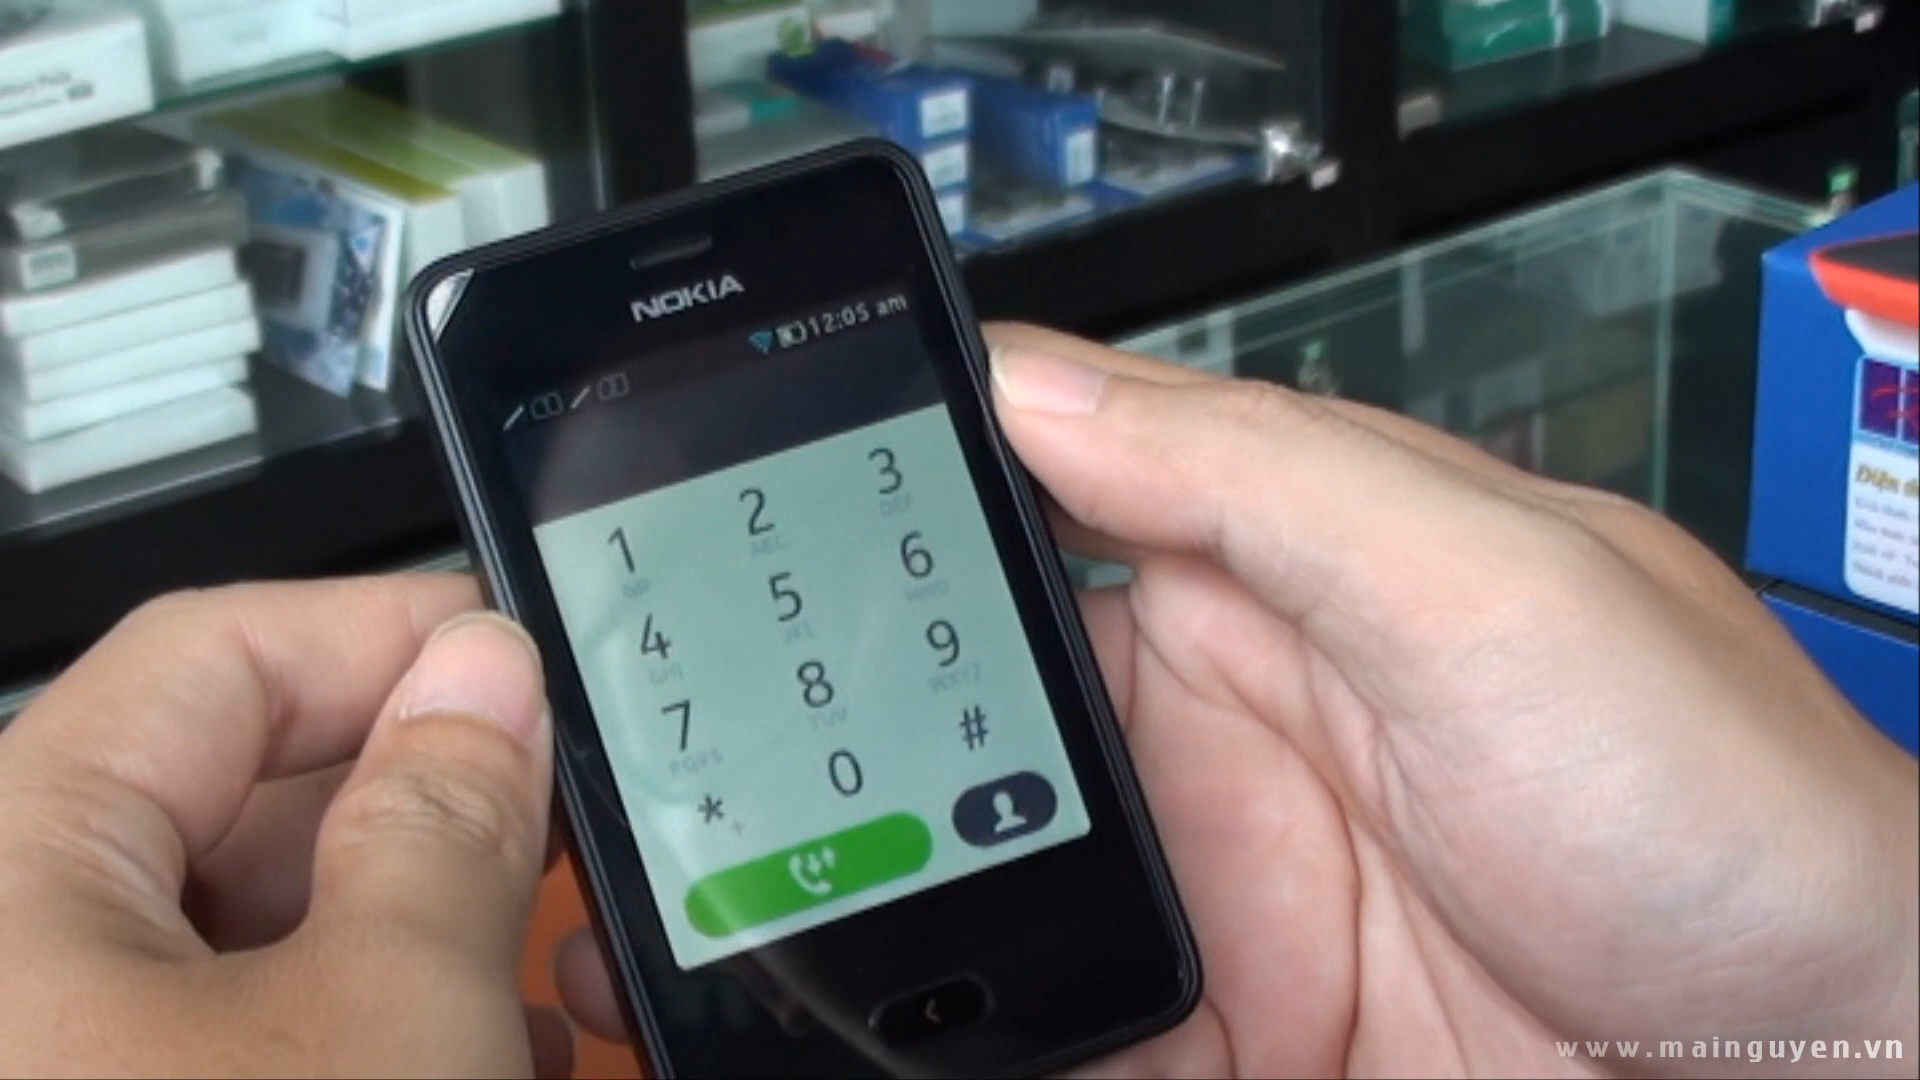 NOKIA
12:05 am
1
2
ABC
3
DEF
4
GHI
5
JKL
6
MNO
7
PQRS
8
TUV
9
WXYZ
*
+
0
#
Điện th
www.mainguyen.vn